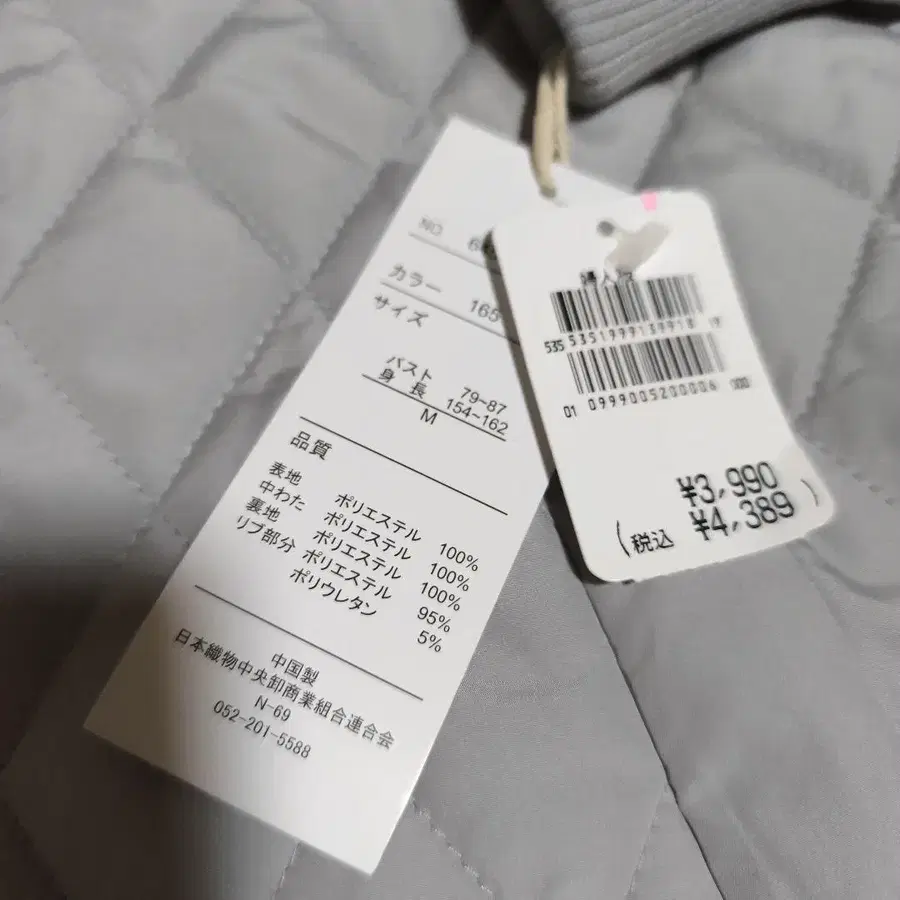 NO
カラー 165
サイズ
バスト 79-87
身長 154-162
M
品質
表地 ポリエステル 100%
中わた ポリエステル 100%
裏地 ポリエステル 100%
リブ部分 ポリエステル 95%
ポリウレタン 5%
中国製
日本織物中央卸商業組合連合会
N-69
052-201-5588
535 5351999139918
01 0999005200006
¥3,990
(税込 ¥4,389)